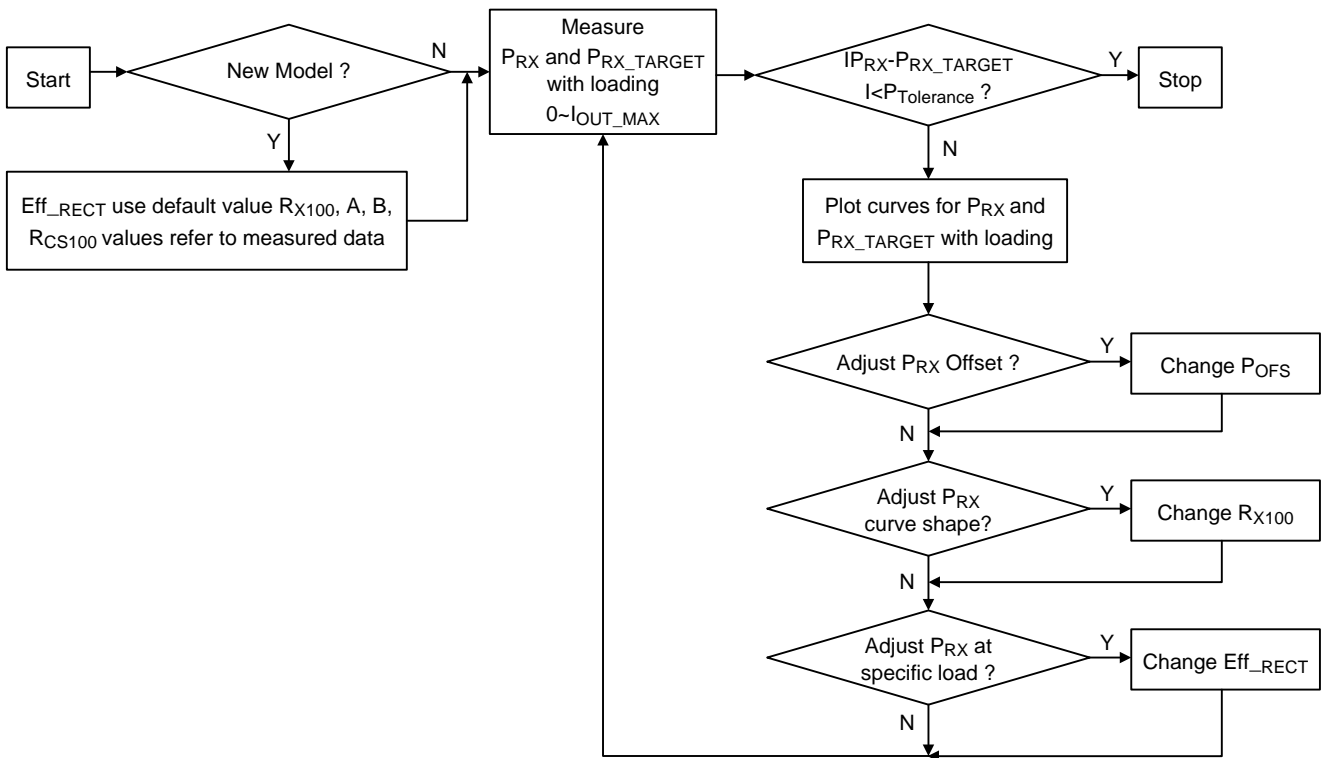 Start
New Model ?
N
Y
Eff_RECT use default value RX100, A, B,
RCS100 values refer to measured data
Measure
PRX and PRX_TARGET
with loading
0~IOUT_MAX
IPRX-PRX_TARGET
I<PTolerance ?
Y
Stop
N
Plot curves for PRX and
PRX_TARGET with loading
Adjust PRX Offset ?
Y
Change POFS
N
Adjust PRX
curve shape?
Y
Change RX100
N
Adjust PRX at
specific load ?
Y
Change Eff_RECT
N